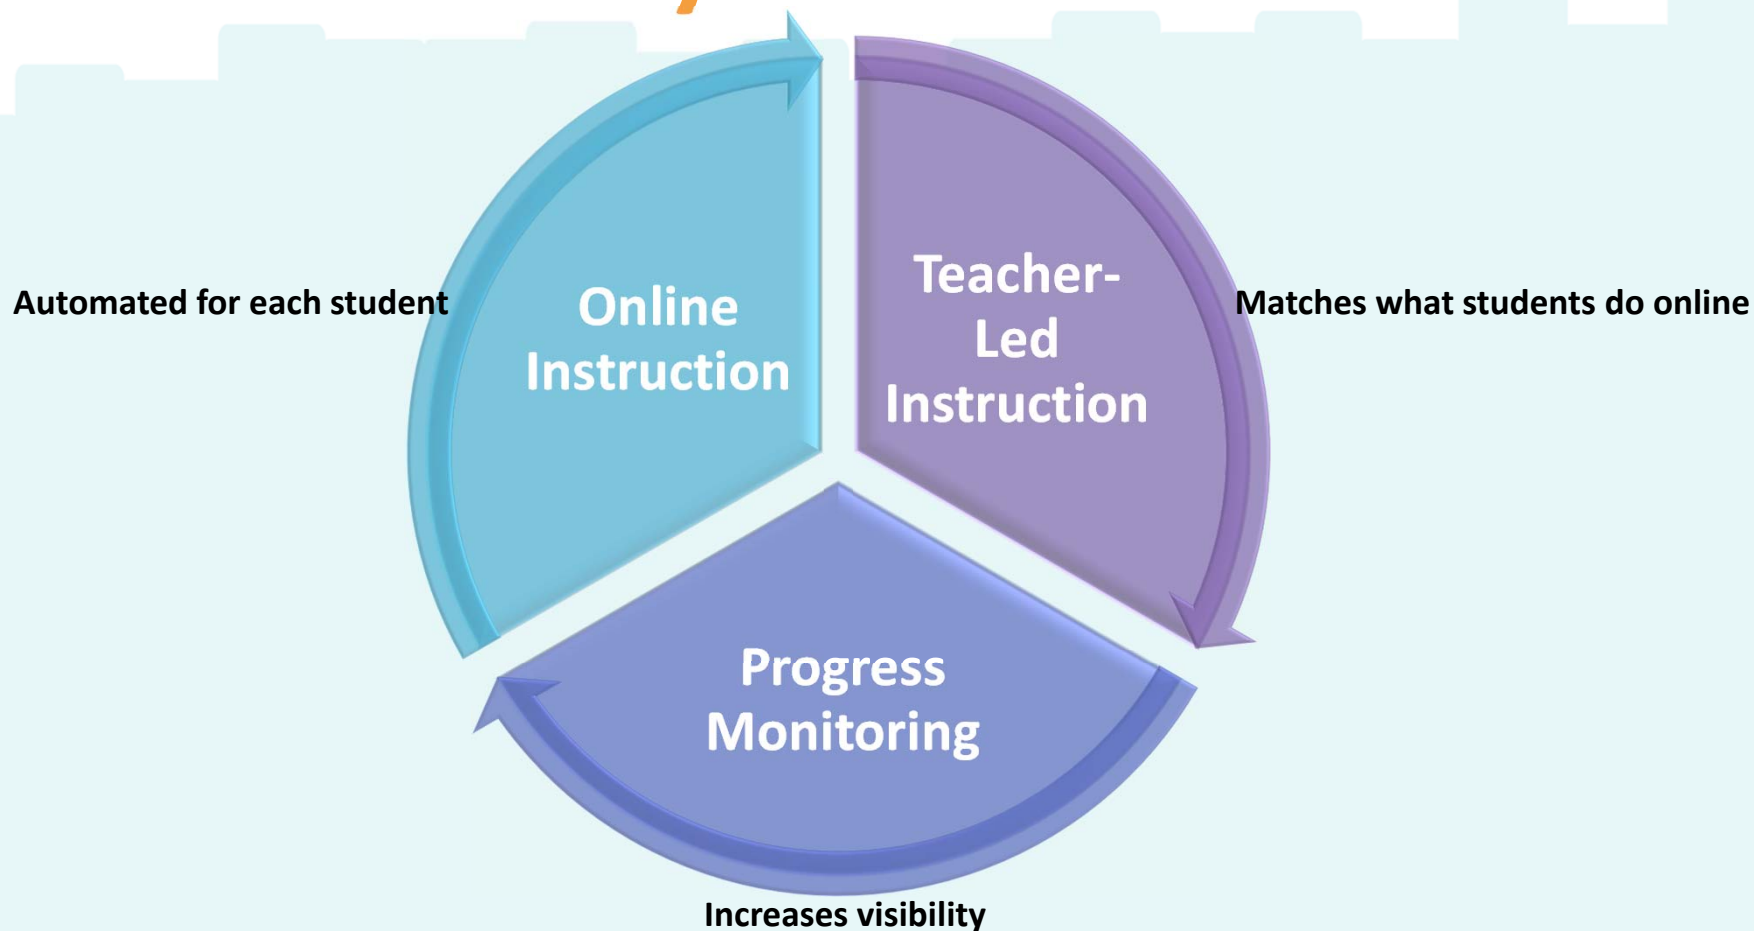 Automated for each student
Online
Instruction
Teacher-
Led
Instruction
Matches what students do online
Progress
Monitoring
Increases visibility